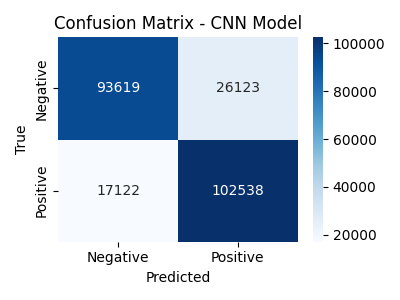 Confusion Matrix - CNN Model
True
Negative
93619
26123
Positive
17122
102538
Negative
Positive
Predicted
100000
80000
60000
40000
20000